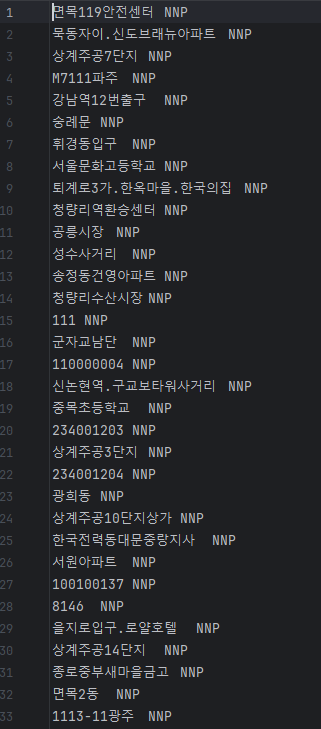 1 면목119안전센터 NNP
2 묵동자이.신도브래뉴아파트 NNP
3 상계주공7단지 NNP
4 M7111파주 NNP
5 강남역12번출구 NNP
6 숭례문 NNP
7 휘경동입구 NNP
8 서울문화고등학교 NNP
9 퇴계로3가.한옥마을.한국의집 NNP
10 청량리역환승센터 NNP
11 공릉시장 NNP
12 성수사거리 NNP
13 송정동건영아파트 NNP
14 청량리수산시장 NNP
15 111 NNP
16 군자교남단 NNP
17 110000004 NNP
18 신논현역.구교보타워사거리 NNP
19 중목초등학교 NNP
20 234001203 NNP
21 상계주공3단지 NNP
22 234001204 NNP
23 광희동 NNP
24 상계주공10단지상가 NNP
25 한국전력동대문중랑지사 NNP
26 서원아파트 NNP
27 100100137 NNP
28 8146 NNP
29 을지로입구.로얄호텔 NNP
30 상계주공14단지 NNP
31 종로중부새마을금고 NNP
32 면목2동 NNP
33 1113-11광주 NNP